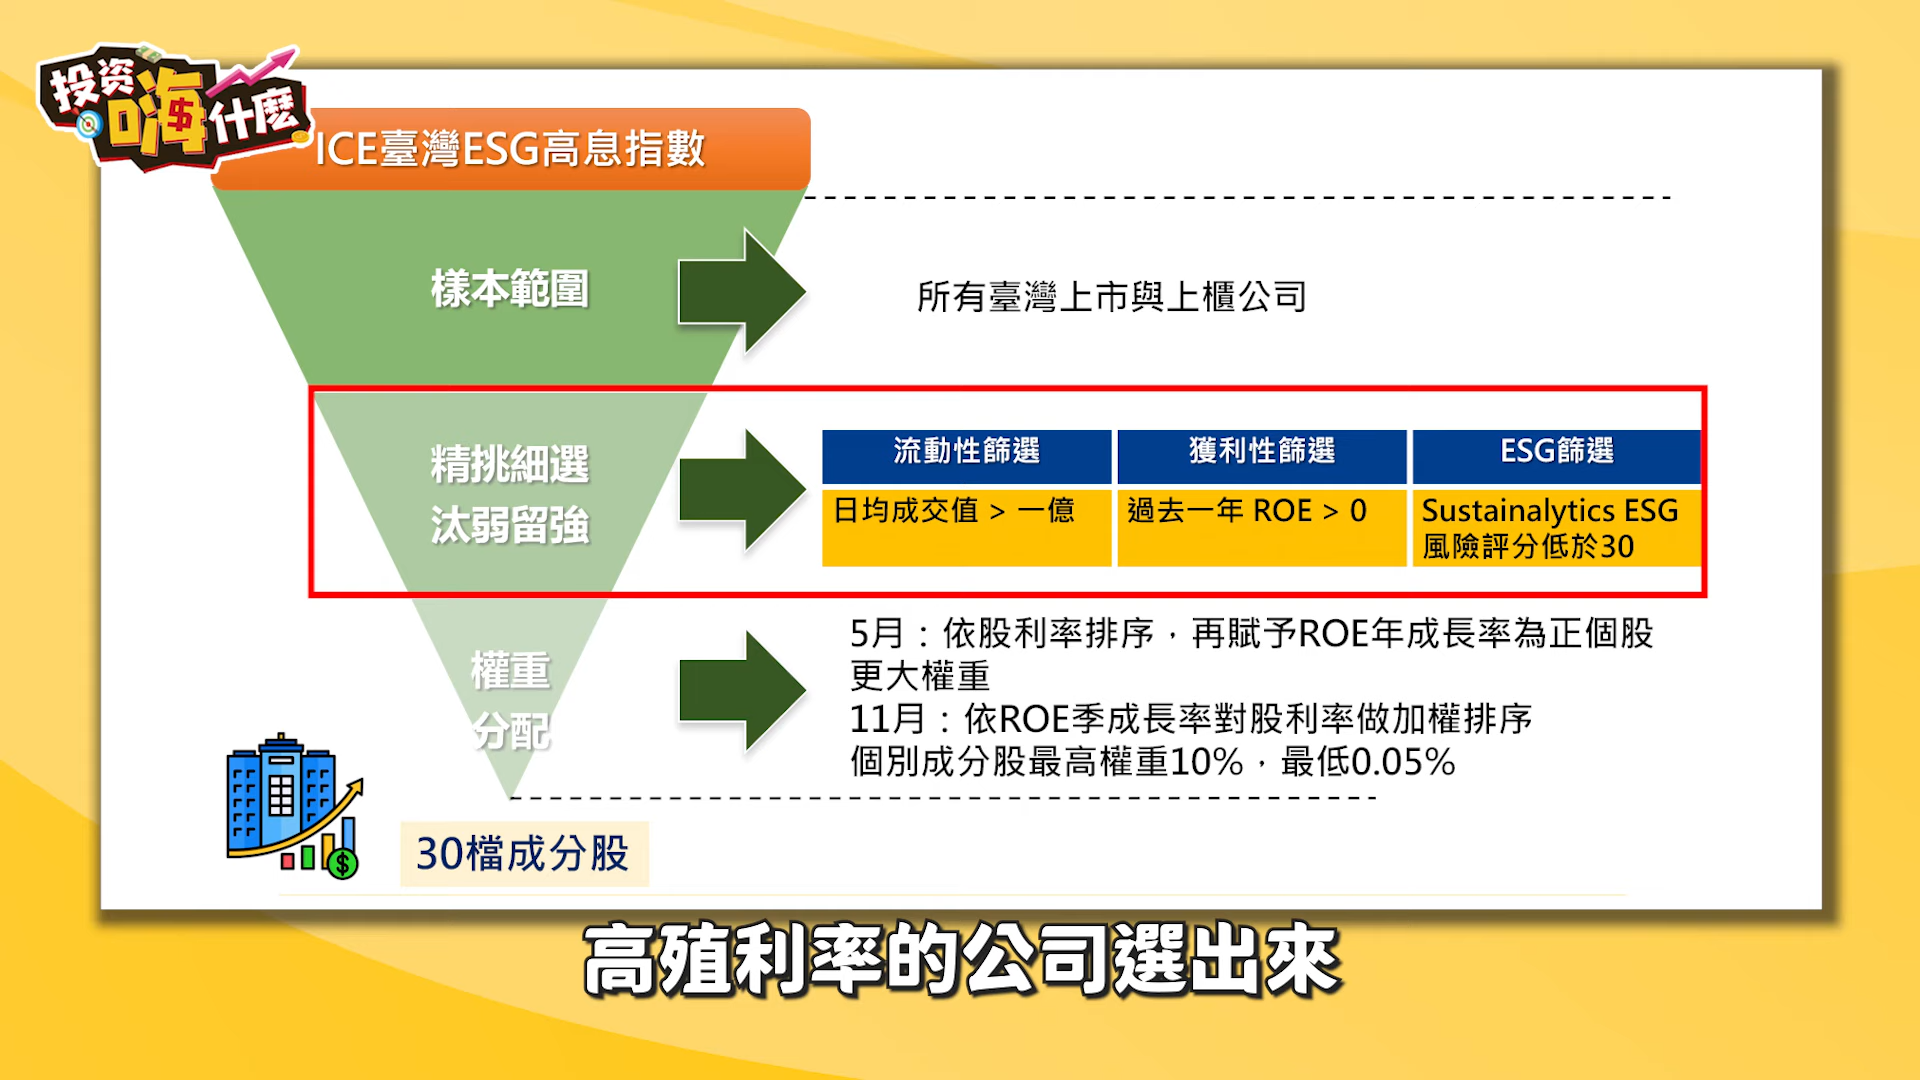 投资
嗨
什麼
ICE臺灣ESG高息指數
樣本範圍
所有臺灣上市與上櫃公司
精挑細選
汰弱留強
流動性篩選
獲利性篩選
ESG篩選
日均成交值 > 一億
過去一年 ROE > 0
Sustainalytics ESG
風險評分低於30
權重
分配
5月：依股利率排序，再賦予ROE年成長率為正個股
更大權重
11月：依ROE季成長率對股利率做加權排序
個別成分股最高權重10%，最低0.05%
30檔成分股
高殖利率的公司選出來